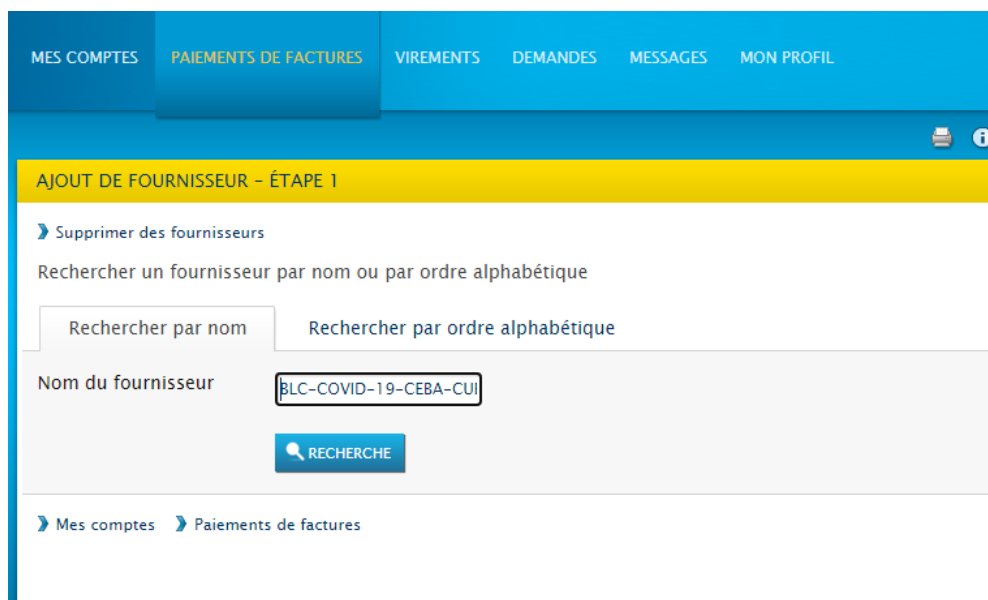 MES COMPTES PAIEMENTS DE FACTURES VIREMENTS DEMANDES MESSAGES MON PROFIL
AJOUT DE FOURNISSEUR – ÉTAPE 1
Supprimer des fournisseurs
Rechercher un fournisseur par nom ou par ordre alphabétique
Rechercher par nom Rechercher par ordre alphabétique
Nom du fournisseur BLC-COVID-19-CEBA-CUI
RECHERCHE
Mes comptes Paiements de factures